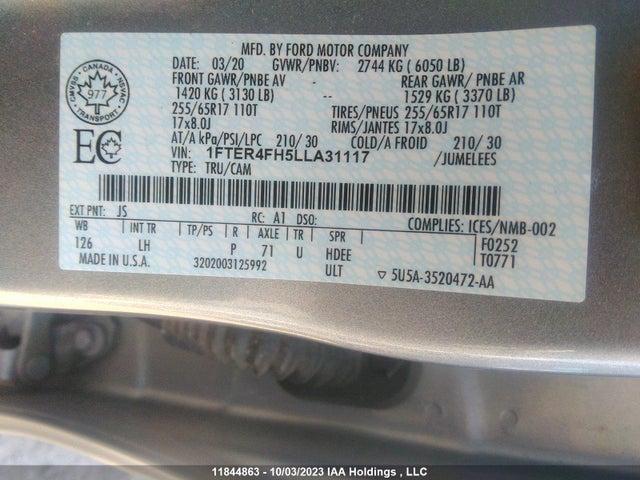 MFD. BY FORD MOTOR COMPANY
DATE: 03/20 GVWR/PNBV: 2744 KG ( 6050 LB)
FRONT GAWR/PNBE AV - REAR GAWR/ PNBE AR
1420 KG ( 3130 LB) -- 1529 KG ( 3370 LB)
255/65R17 110T TIRES/PNEUS 255/65R17 110T
17x8.0J RIMS/JANTES 17x8.0J
AT/A kPa/PSI/LPC 210/ 30 COLD/A FROID 210/ 30
VIN: 1FTER4FH5LLA31117 /JUMELEES
TYPE: TRU/CAM
CANADA
CMVSS NSVAC
977
EC
EXT PNT: JS RC: A1 DSO: COMPLIES: ICES/NMB-002
WB INT TR TP/PS R AXLE TR SPR F0252
126 LH P 71 U HDEE T0771
MADE IN U.S.A. 3202003125992 ULT ▽ 5U5A-3520472-AA
11844863 - 10/03/2023 IAA Holdings , LLC